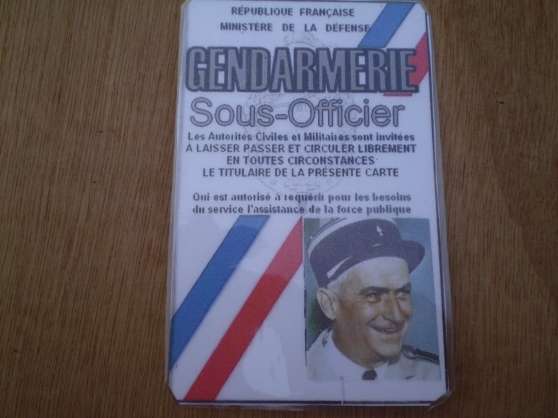 RÉPUBLIQUE FRANÇAISE
MINISTÈRE DE LA DÉFENSE
GENDARMERIE
Sous-Officier
Les Autorités Civiles et Militaires sont invitées
À LAISSER PASSER ET CIRCULER LIBREMENT
EN TOUTES CIRCONSTANCES
LE TITULAIRE DE LA PRÉSENTE CARTE
Qui est autorisé à requérir pour les besoins
du service l'assistance de la force publique